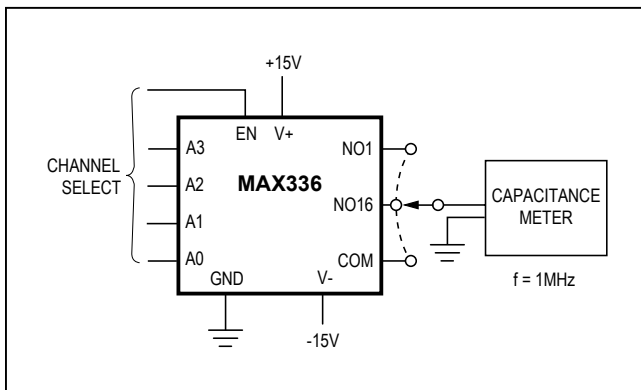 +15V
EN V+
A3 NO1
CHANNEL
SELECT
A2 MAX336 NO16
CAPACITANCE
METER
A1
A0 COM
GND V-
f = 1MHz
-15V